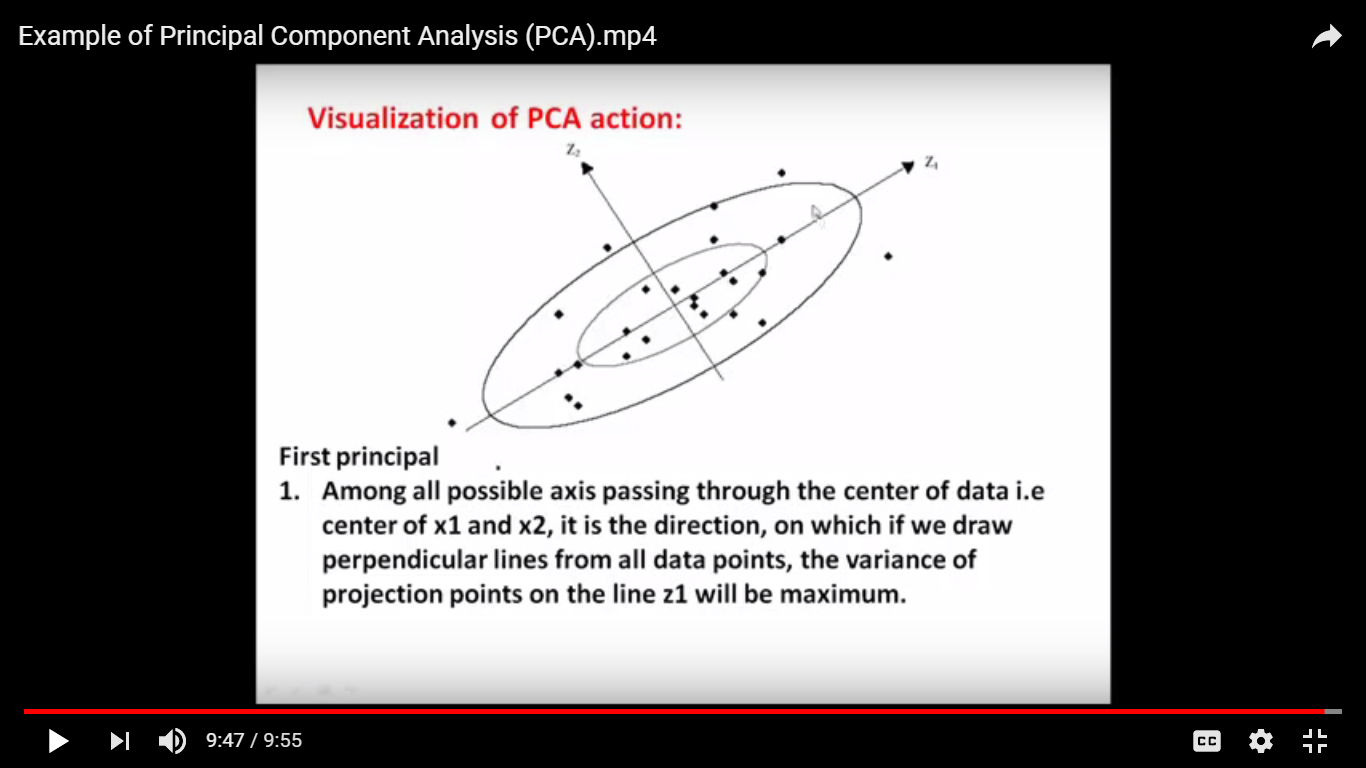 Example of Principal Component Analysis (PCA).mp4
Visualization of PCA action:
Z₂
Z₁
First principal
1. Among all possible axis passing through the center of data i.e
center of x1 and x2, it is the direction, on which if we draw
perpendicular lines from all data points, the variance of
projection points on the line z1 will be maximum.
9:47 / 9:55
CC